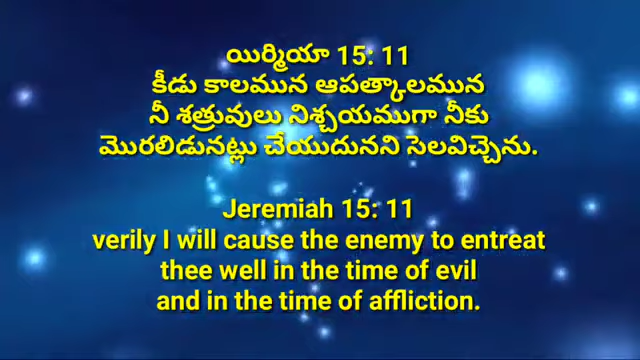 యిర్మియా 15: 11
కీడు కాలమున ఆపత్కాలమున
నీ శత్రువులు నిశ్చయముగా నీకు
మొరలిడునట్లు చేయుదునని సెలవిచ్చెను.
Jeremiah 15: 11
verily I will cause the enemy to entreat
thee well in the time of evil
and in the time of affliction.